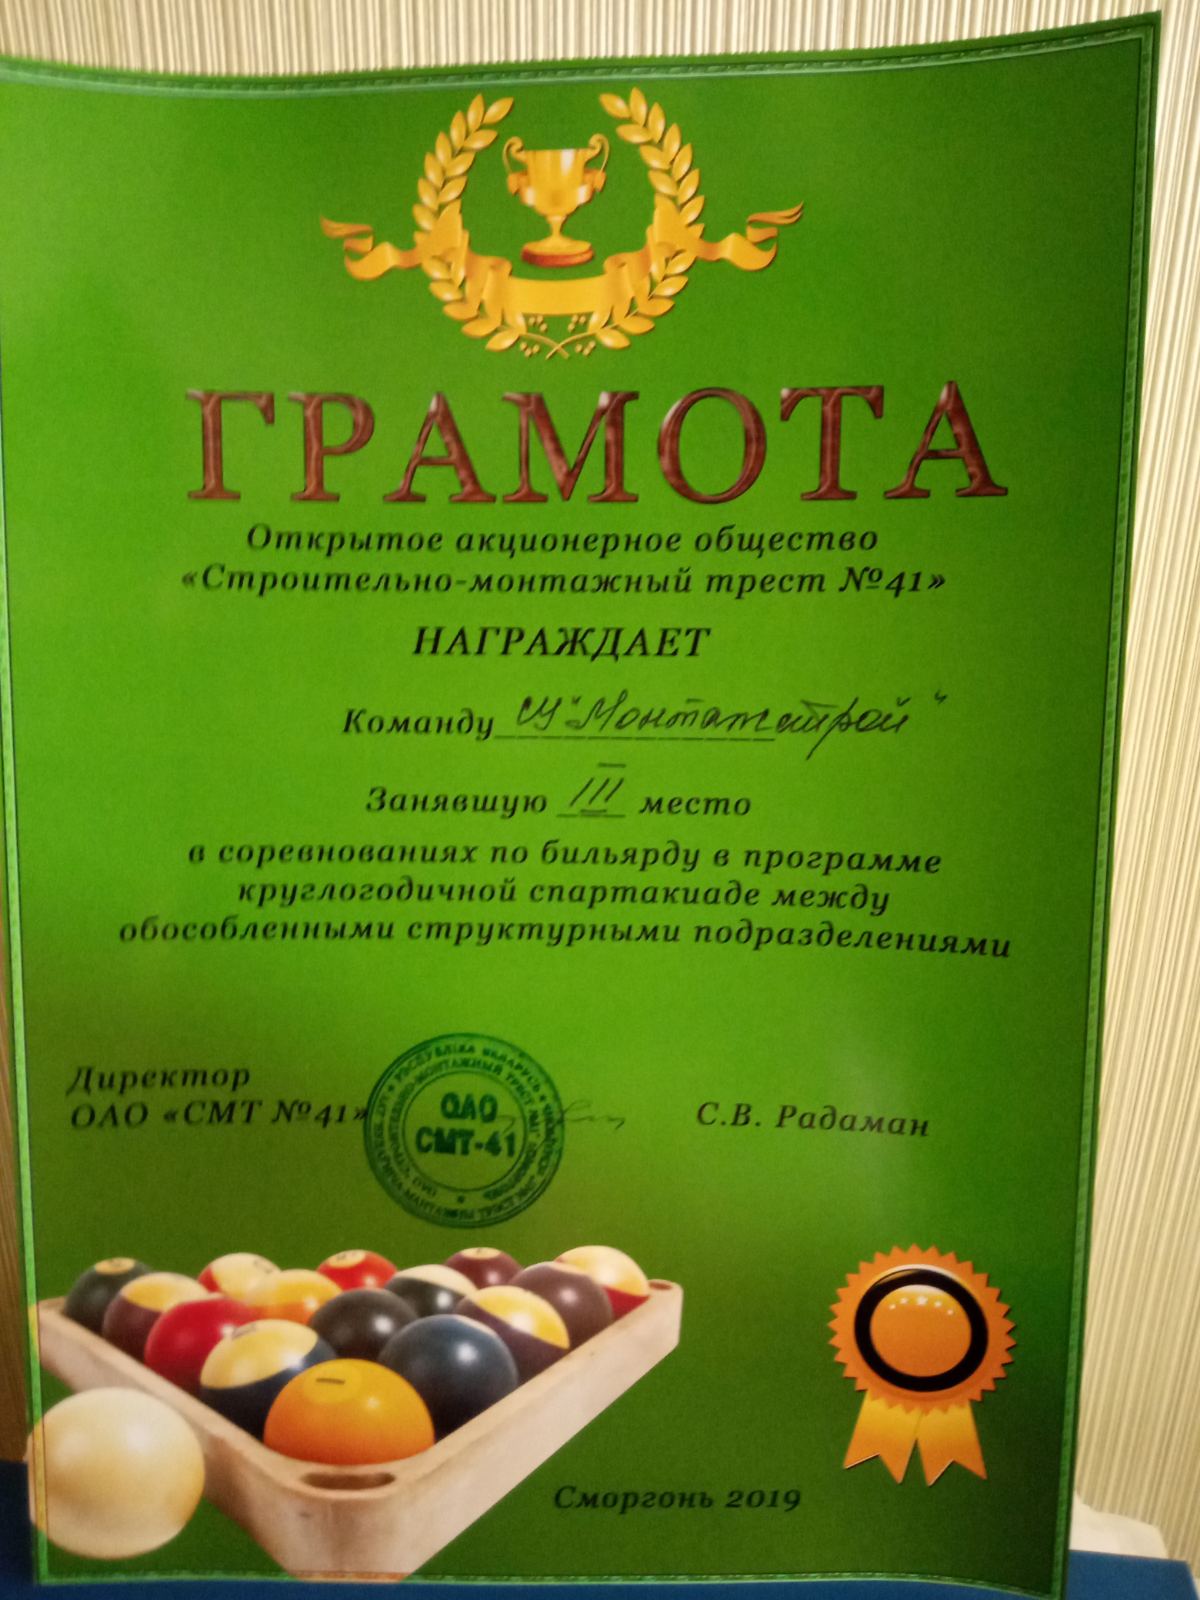 ГРАМОТА
Открытое акционерное общество
«Строительно-монтажный трест №41»
НАГРАЖДАЕТ
Команду СУ "Монтажстрой"
Занявшую III место
в соревнованиях по бильярду в программе
круглогодичной спартакиаде между
обособленными структурными подразделениями
Директор
ОАО «СМТ №41»
С.В. Радаман
ОАО
СМТ-41
Сморгонь 2019